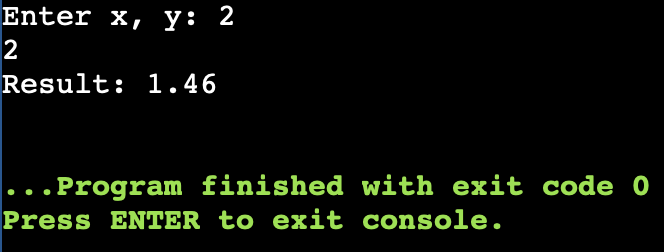 Enter x, y: 2
2
Result: 1.46
...Program finished with exit code 0
Press ENTER to exit console.